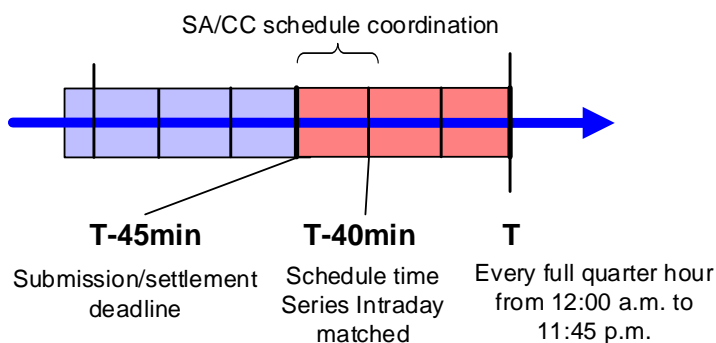 SA/CC schedule coordination
T-45min
Submission/settlement
deadline
T-40min
Schedule time
Series Intraday
matched
T
Every full quarter hour
from 12:00 a.m. to
11:45 p.m.